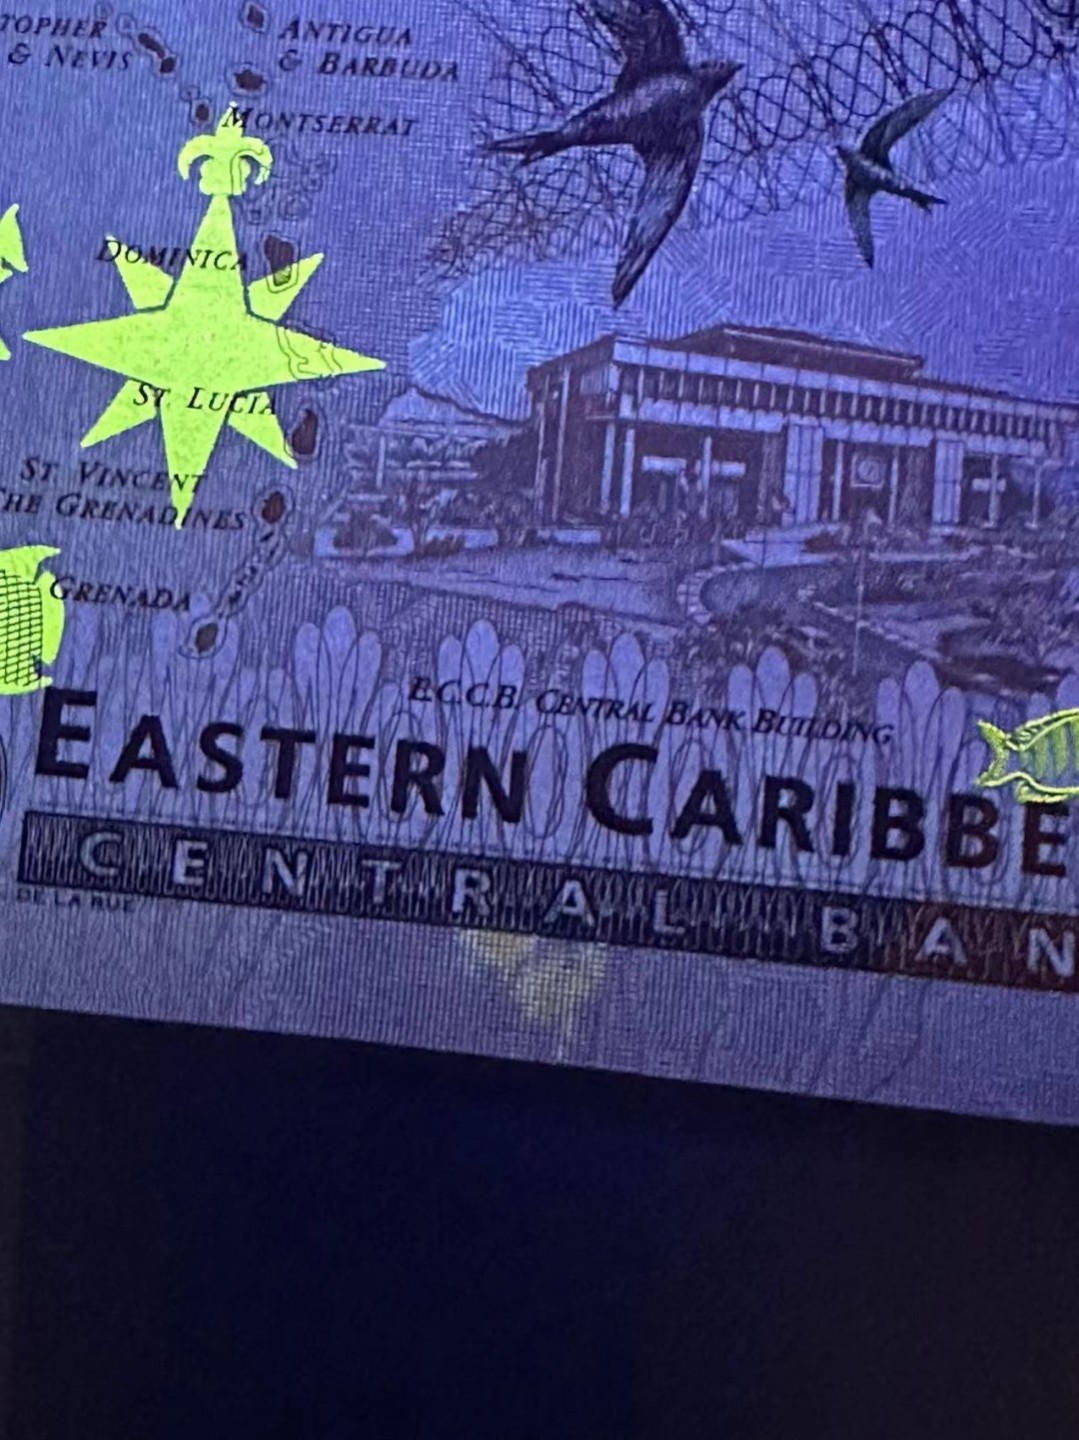 TOPHER
& NEVIS
ANTIGUA
& BARBUDA
MONTSERRAT
DOMINICA
ST. LUCIA
ST. VINCENT
THE GRENADINES
GRENADA
E.C.C.B. CENTRAL BANK BUILDING
EASTERN CARIBBE
CENTRAL BAN
DE LA RUE